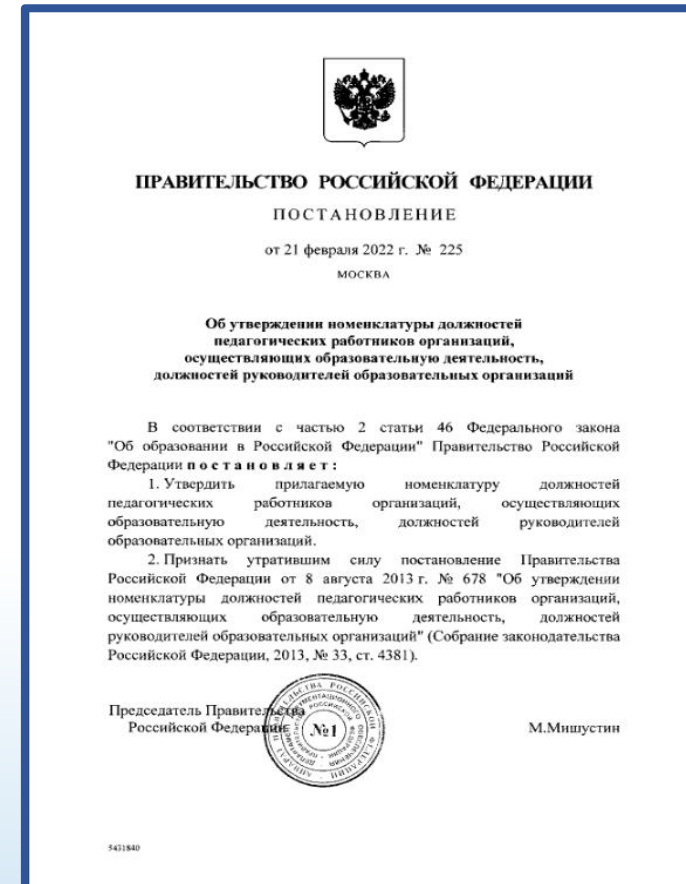 ПРАВИТЕЛЬСТВО РОССИЙСКОЙ ФЕДЕРАЦИИ
ПОСТАНОВЛЕНИЕ
от 21 февраля 2022 г. № 225
МОСКВА
Об утверждении номенклатуры должностей
педагогических работников организаций,
осуществляющих образовательную деятельность,
должностей руководителей образовательных организаций
В соответствии с частью 2 статьи 46 Федерального закона
"Об образовании в Российской Федерации" Правительство Российской
Федерации постановляет:
1. Утвердить прилагаемую номенклатуру должностей
педагогических работников организаций, осуществляющих
образовательную деятельность, должностей руководителей
образовательных организаций.
2. Признать утратившим силу постановление Правительства
Российской Федерации от 8 августа 2013 г. № 678 "Об утверждении
номенклатуры должностей педагогических работников организаций,
осуществляющих образовательную деятельность, должностей
руководителей образовательных организаций" (Собрание законодательства
Российской Федерации, 2013, № 33, ст. 4381).
Председатель Правительства
Российской Федерации
М.Мишустин
№1
5431840